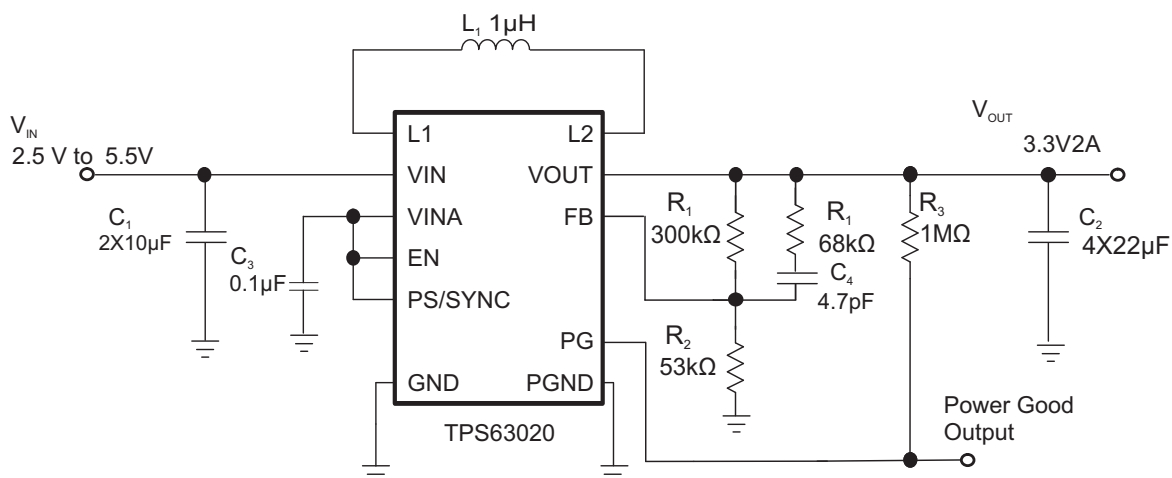 L₁ 1µH
V_IN
2.5 V to 5.5V
V_OUT
3.3V2A
L1
L2
VIN
VOUT
VINA
FB
EN
PS/SYNC
PG
GND
PGND
TPS63020
C₁
2X10µF
C₃
0.1µF
R₁
300kΩ
R₁
68kΩ
C₄
4.7pF
R₂
53kΩ
R₃
1MΩ
C₂
4X22µF
Power Good
Output